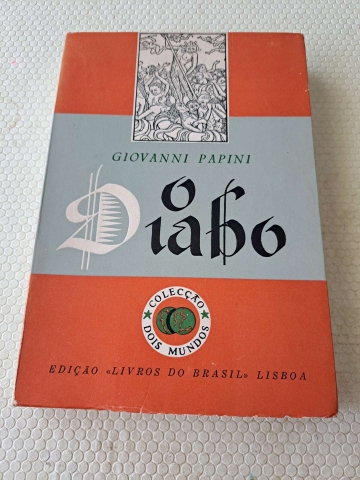 GIOVANNI PAPINI
O
Diabo
COLECÇÃO
DOIS MUNDOS
EDIÇÃO «LIVROS DO BRASIL» LISBOA